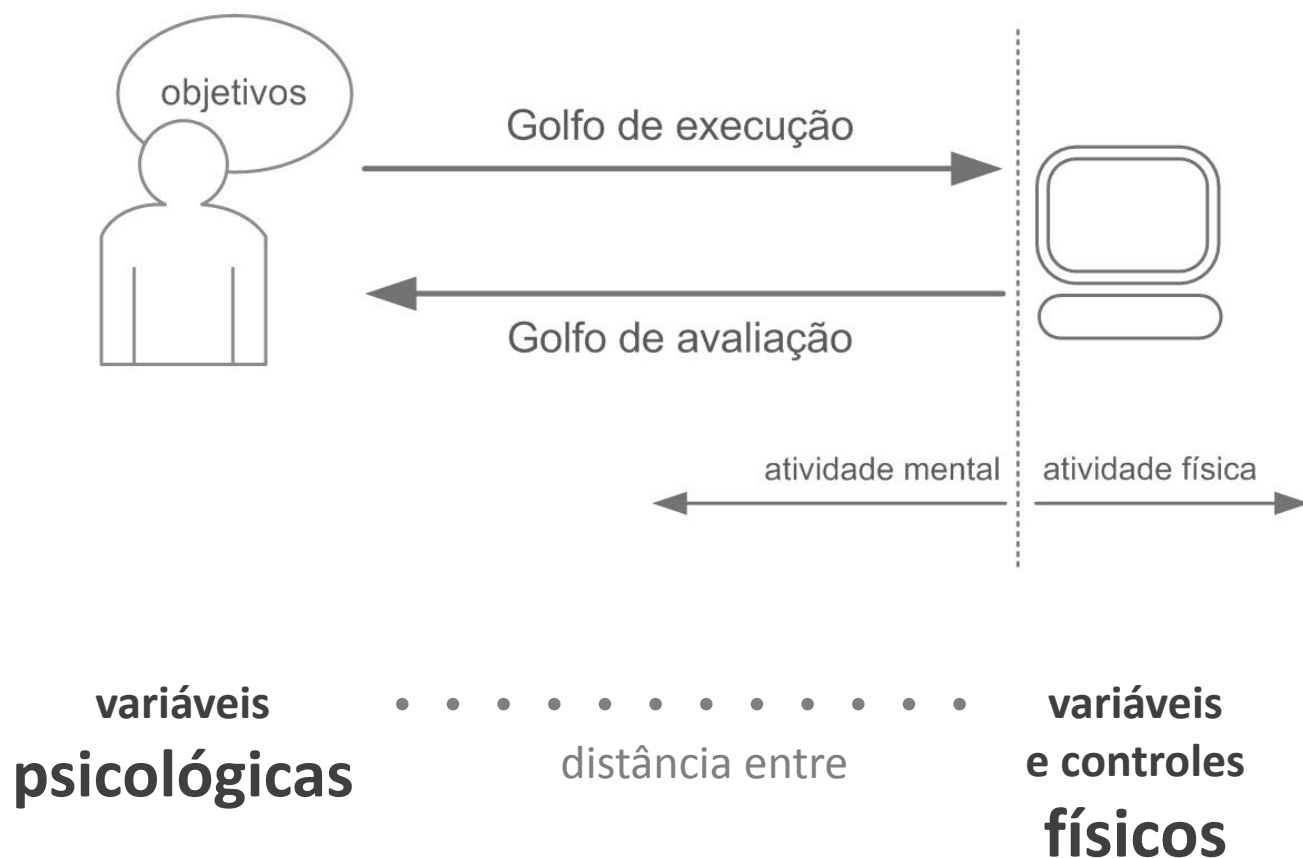 objetivos
Golfo de execução
Golfo de avaliação
atividade mental
atividade física
variáveis
psicológicas
distância entre
variáveis
e controles
físicos